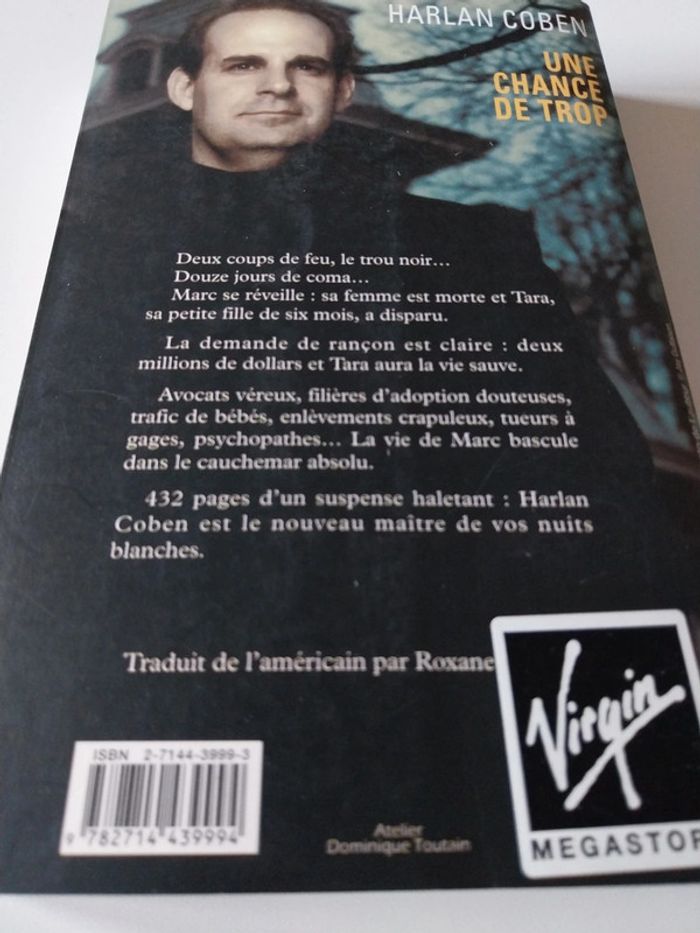 HARLAN COBEN
UNE
CHANCE
DE TROP
Deux coups de feu, le trou noir...
Douze jours de coma...
Marc se réveille : sa femme est morte et Tara,
sa petite fille de six mois, a disparu.
La demande de rançon est claire : deux
millions de dollars et Tara aura la vie sauve.
Avocats véreux, filières d'adoption douteuses,
trafic de bébés, enlèvements crapuleux, tueurs à
gages, psychopathes... La vie de Marc bascule
dans le cauchemar absolu.
432 pages d'un suspense haletant : Harlan
Coben est le nouveau maître de vos nuits
blanches.
Traduit de l'américain par Roxane
Virgin
MEGASTOR
ISBN 2-7144-3999-3
9 782714 439994
Atelier
Dominique Toutain